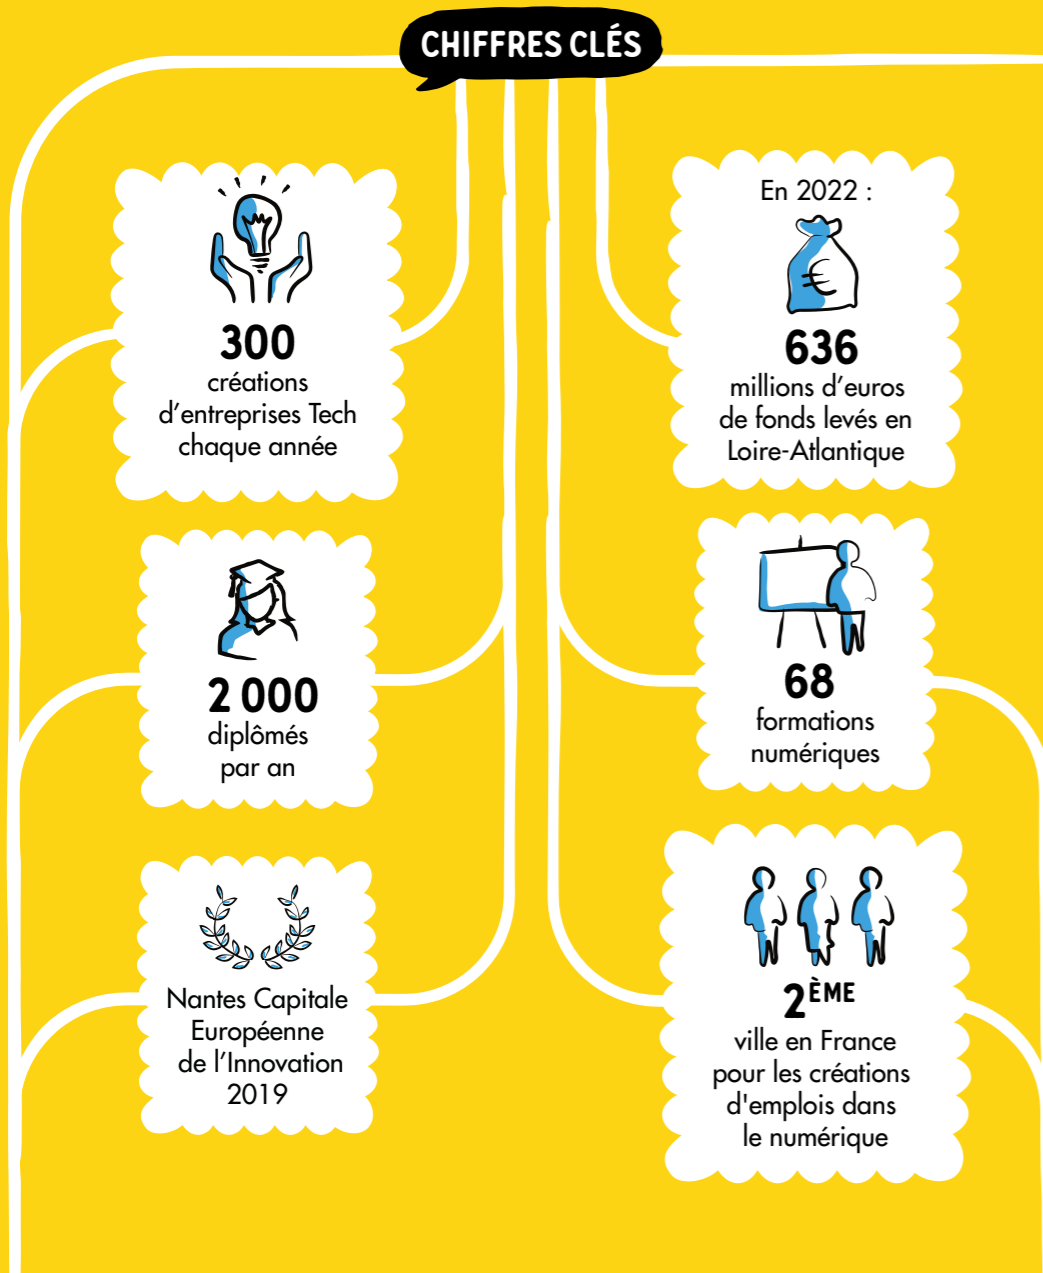 CHIFFRES CLÉS
300
créations
d’entreprises Tech
chaque année
En 2022 :
636
millions d’euros
de fonds levés en
Loire-Atlantique
2 000
diplômés
par an
68
formations
numériques
Nantes Capitale
Européenne
de l’Innovation
2019
2ÈME
ville en France
pour les créations
d'emplois dans
le numérique